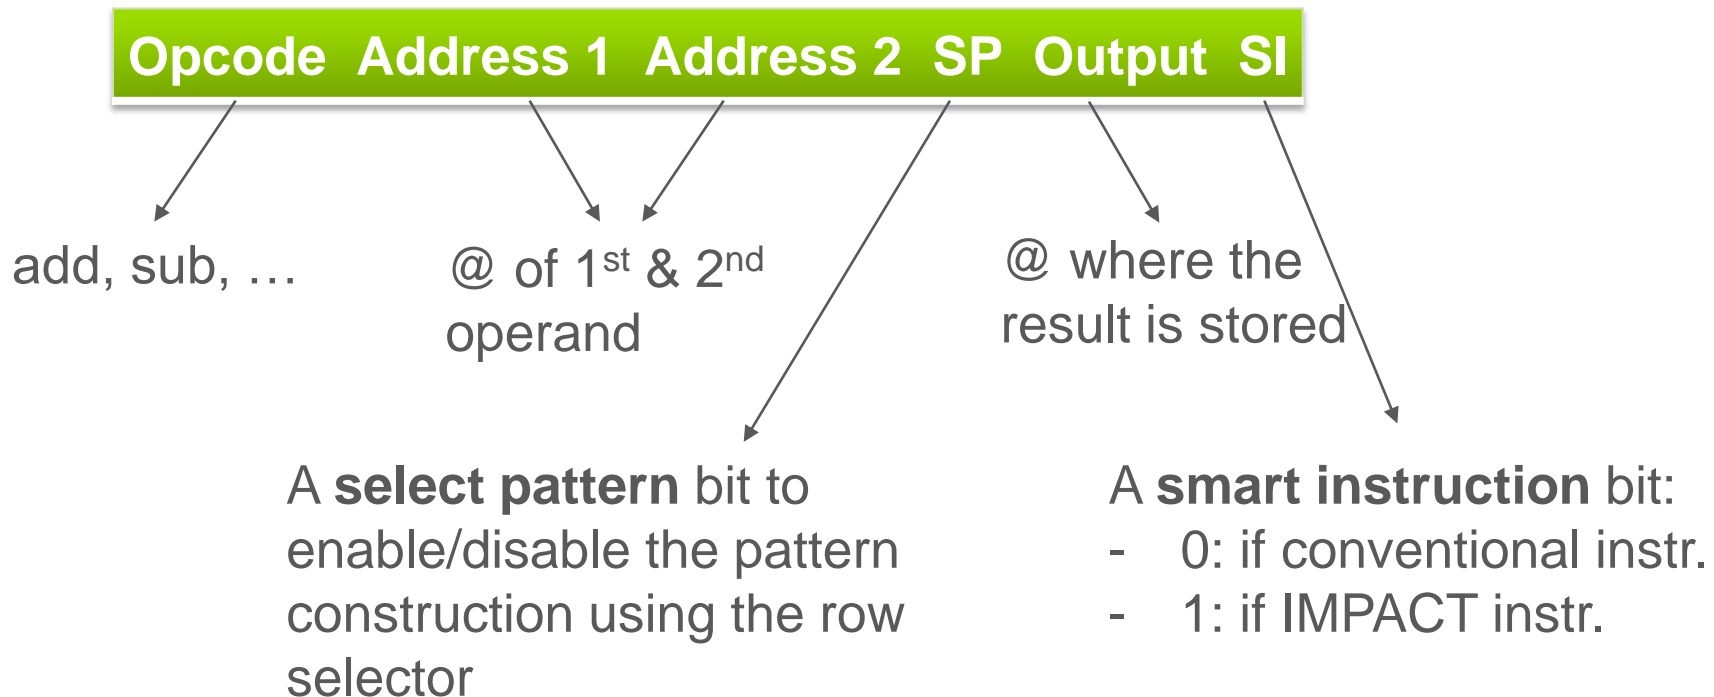 Opcode Address 1 Address 2 SP Output SI
add, sub, …
@ of 1st & 2nd
operand
@ where the
result is stored
A select pattern bit to
enable/disable the pattern
construction using the row
selector
A smart instruction bit:
- 0: if conventional instr.
- 1: if IMPACT instr.